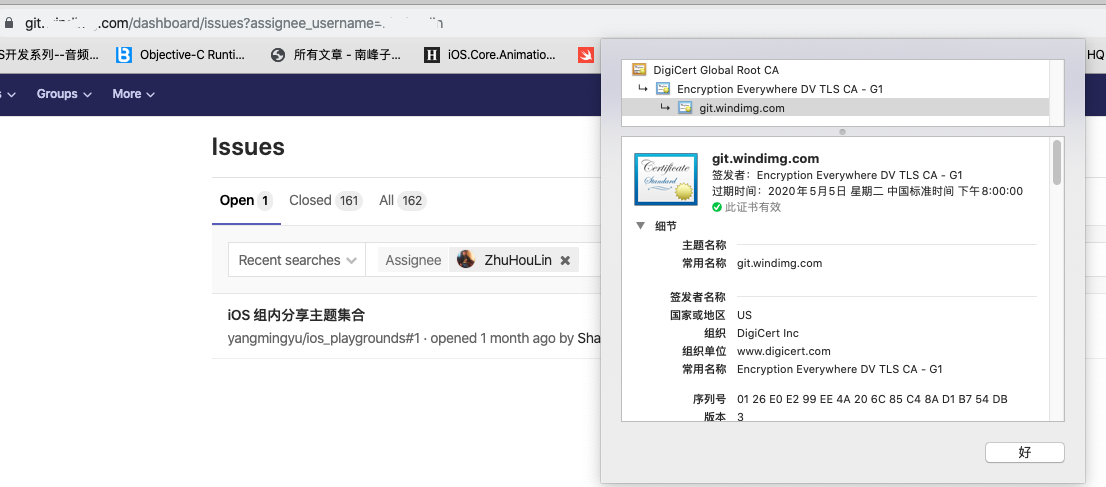 .com/dashboard/issues?assignee_username=
S开发系列--音频...
Objective-C Runti...
所有文章 - 南峰子...
iOS.Core.Animatio...
HQ
Groups
More
Issues
Open 1
Closed 161
All 162
Recent searches
Assignee
ZhuHouLin
iOS 组内分享主题集合
yangmingyu/ios_playgrounds#1 · opened 1 month ago by Sha
DigiCert Global Root CA
Encryption Everywhere DV TLS CA - G1
git.windimg.com
git.windimg.com
签发者：Encryption Everywhere DV TLS CA - G1
过期时间：2020年5月5日 星期二 中国标准时间 下午8:00:00
此证书有效
细节
主题名称
常用名称 git.windimg.com
签发者名称
国家或地区 US
组织 DigiCert Inc
组织单位 www.digicert.com
常用名称 Encryption Everywhere DV TLS CA - G1
序列号 01 26 E0 E2 99 EE 4A 20 6C 85 C4 8A D1 B7 54 DB
版本 3
好